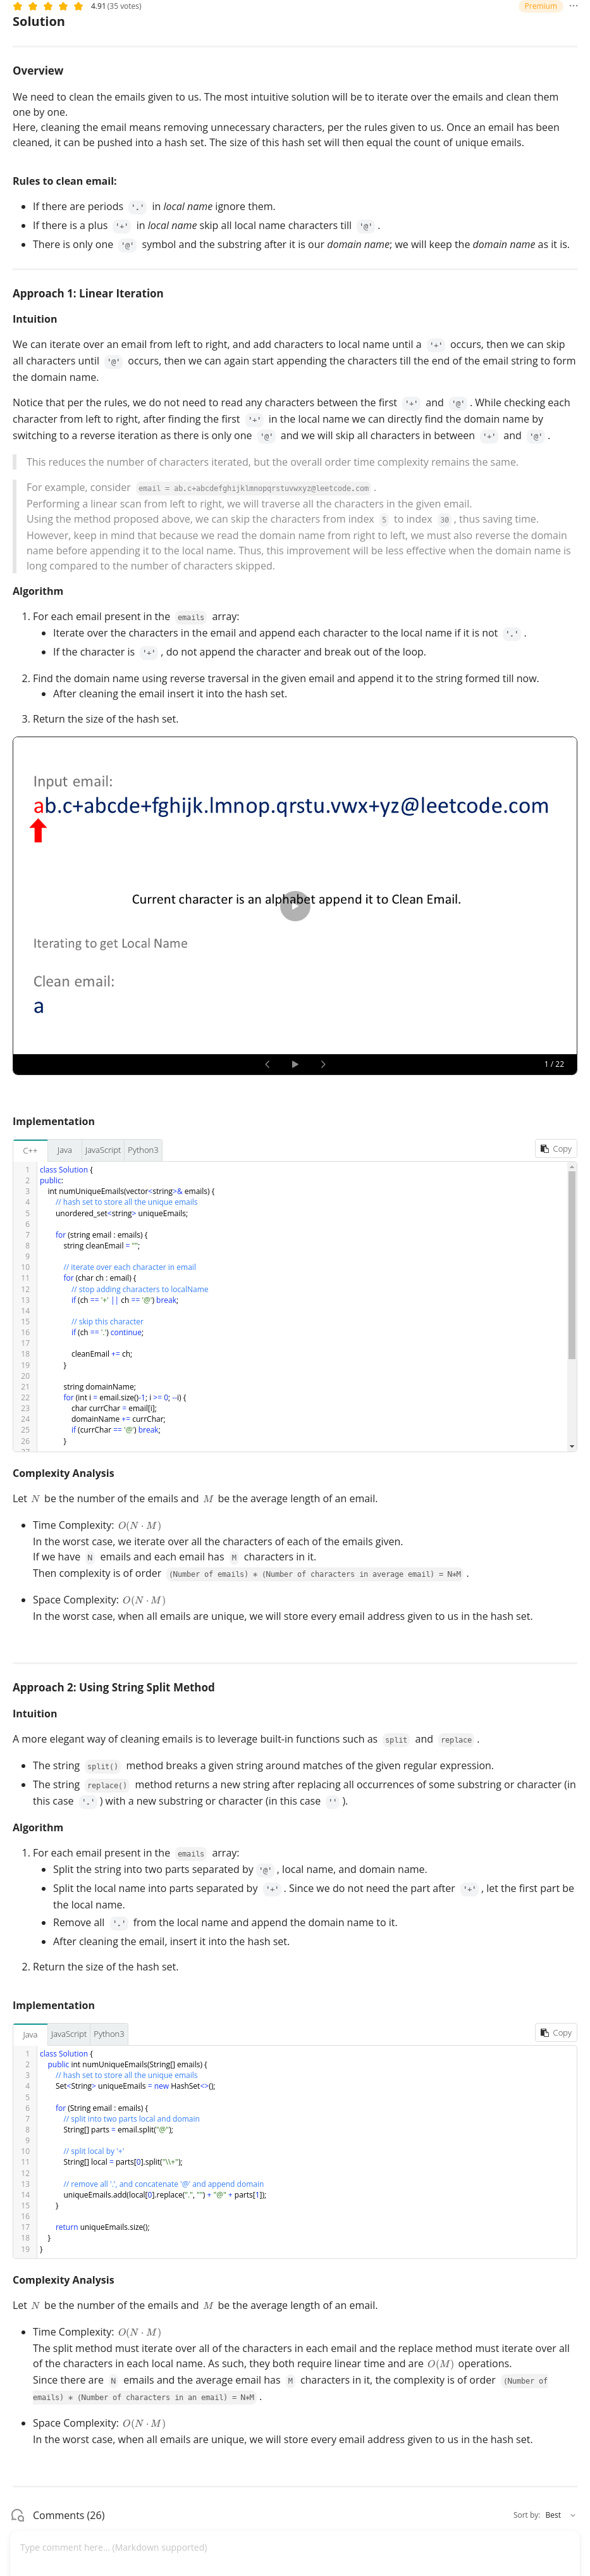 4.91 (35 votes)
Premium
Solution
Overview
We need to clean the emails given to us. The most intuitive solution will be to iterate over the emails and clean them
one by one.
Here, cleaning the email means removing unnecessary characters, per the rules given to us. Once an email has been
cleaned, it can be pushed into a hash set. The size of this hash set will then equal the count of unique emails.
Rules to clean email:
• If there are periods '.' in local name ignore them.
• If there is a plus '+' in local name skip all local name characters till '@' .
• There is only one '@' symbol and the substring after it is our domain name; we will keep the domain name as it is.
Approach 1: Linear Iteration
Intuition
We can iterate over an email from left to right, and add characters to local name until a '+' occurs, then we can skip
all characters until '@' occurs, then we can again start appending the characters till the end of the email string to form
the domain name.
Notice that per the rules, we do not need to read any characters between the first '+' and '@' . While checking each
character from left to right, after finding the first '+' in the local name we can directly find the domain name by
switching to a reverse iteration as there is only one '@' and we will skip all characters in between '+' and '@' .
This reduces the number of characters iterated, but the overall order time complexity remains the same.
For example, consider email = ab.c+abcdefghijklmnopqrstuvwxyz@leetcode.com .
Performing a linear scan from left to right, we will traverse all the characters in the given email.
Using the method proposed above, we can skip the characters from index 5 to index 30 , thus saving time.
However, keep in mind that because we read the domain name from right to left, we must also reverse the domain
name before appending it to the local name. Thus, this improvement will be less effective when the domain name is
long compared to the number of characters skipped.
Algorithm
1. For each email present in the emails array:
• Iterate over the characters in the email and append each character to the local name if it is not '.' .
• If the character is '+' , do not append the character and break out of the loop.
2. Find the domain name using reverse traversal in the given email and append it to the string formed till now.
• After cleaning the email insert it into the hash set.
3. Return the size of the hash set.
Input email:
ab.c+abcde+fghijk.lmnop.qrstu.vwx+yz@leetcode.com
Current character is an alphabet append it to Clean Email.
Iterating to get Local Name
Clean email:
a
1 / 22
Implementation
C++ Java JavaScript Python3 Copy
1 class Solution {
2 public:
3 int numUniqueEmails(vector<string>& emails) {
4 // hash set to store all the unique emails
5 unordered_set<string> uniqueEmails;
6
7 for (string email : emails) {
8 string cleanEmail = "";
9
10 // iterate over each character in email
11 for (char ch : email) {
12 // stop adding characters to localName
13 if (ch == '+' || ch == '@') break;
14
15 // skip this character
16 if (ch == '.') continue;
17
18 cleanEmail += ch;
19 }
20
21 string domainName;
22 for (int i = email.size()-1; i >= 0; --i) {
23 char currChar = email[i];
24 domainName += currChar;
25 if (currChar == '@') break;
26 }
27
Complexity Analysis
Let N be the number of the emails and M be the average length of an email.
• Time Complexity: O(N · M)
In the worst case, we iterate over all the characters of each of the emails given.
If we have N emails and each email has M characters in it.
Then complexity is of order (Number of emails) * (Number of characters in average email) = N*M .
• Space Complexity: O(N · M)
In the worst case, when all emails are unique, we will store every email address given to us in the hash set.
Approach 2: Using String Split Method
Intuition
A more elegant way of cleaning emails is to leverage built-in functions such as split and replace .
• The string split() method breaks a given string around matches of the given regular expression.
• The string replace() method returns a new string after replacing all occurrences of some substring or character (in
this case '.' ) with a new substring or character (in this case '' ).
Algorithm
1. For each email present in the emails array:
• Split the string into two parts separated by '@' , local name, and domain name.
• Split the local name into parts separated by '+' . Since we do not need the part after '+' , let the first part be
the local name.
• Remove all '.' from the local name and append the domain name to it.
• After cleaning the email, insert it into the hash set.
2. Return the size of the hash set.
Implementation
Java JavaScript Python3 Copy
1 class Solution {
2 public int numUniqueEmails(String[] emails) {
3 // hash set to store all the unique emails
4 Set<String> uniqueEmails = new HashSet<>();
5
6 for (String email : emails) {
7 // split into two parts local and domain
8 String[] parts = email.split("@");
9
10 // split local by '+'
11 String[] local = parts[0].split("\\+");
12
13 // remove all '.', and concatenate '@' and append domain
14 uniqueEmails.add(local[0].replace(".", "") + "@" + parts[1]);
15 }
16
17 return uniqueEmails.size();
18 }
19 }
Complexity Analysis
Let N be the number of the emails and M be the average length of an email.
• Time Complexity: O(N · M)
The split method must iterate over all of the characters in each email and the replace method must iterate over all
of the characters in each local name. As such, they both require linear time and are O(M) operations.
Since there are N emails and the average email has M characters in it, the complexity is of order (Number of
emails) * (Number of characters in an email) = N*M .
• Space Complexity: O(N · M)
In the worst case, when all emails are unique, we will store every email address given to us in the hash set.
Comments (26)
Sort by: Best
Type comment here... (Markdown supported)